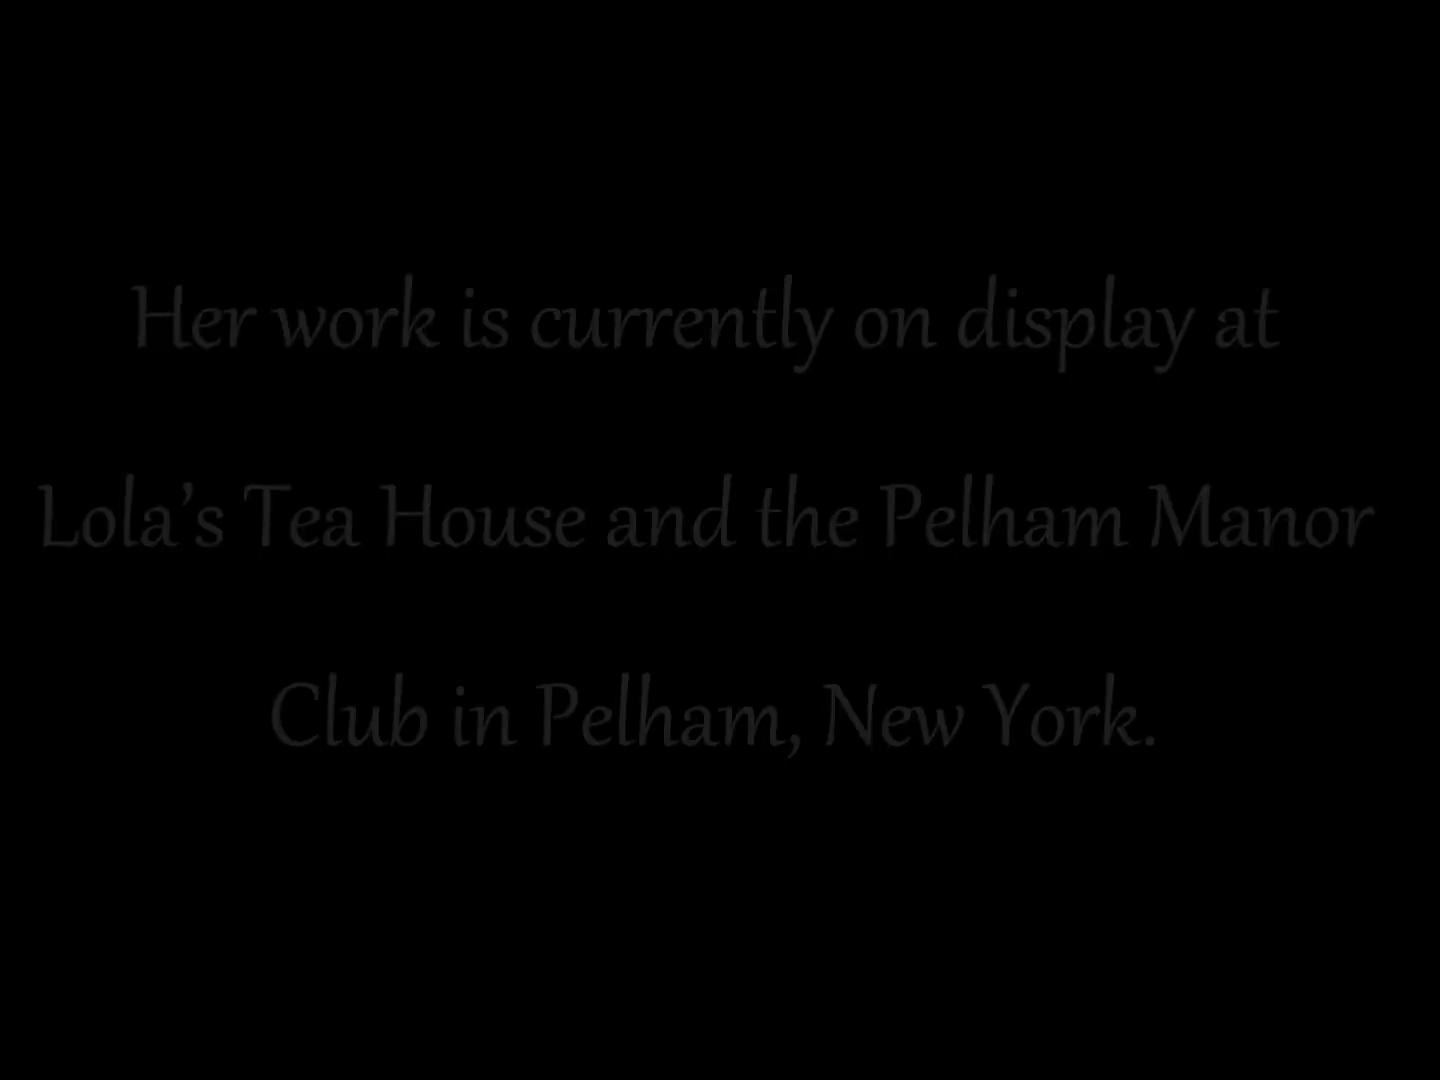 Her work is currently on display at
Lola’s Tea House and the Pelham Manor
Club in Pelham, New York.